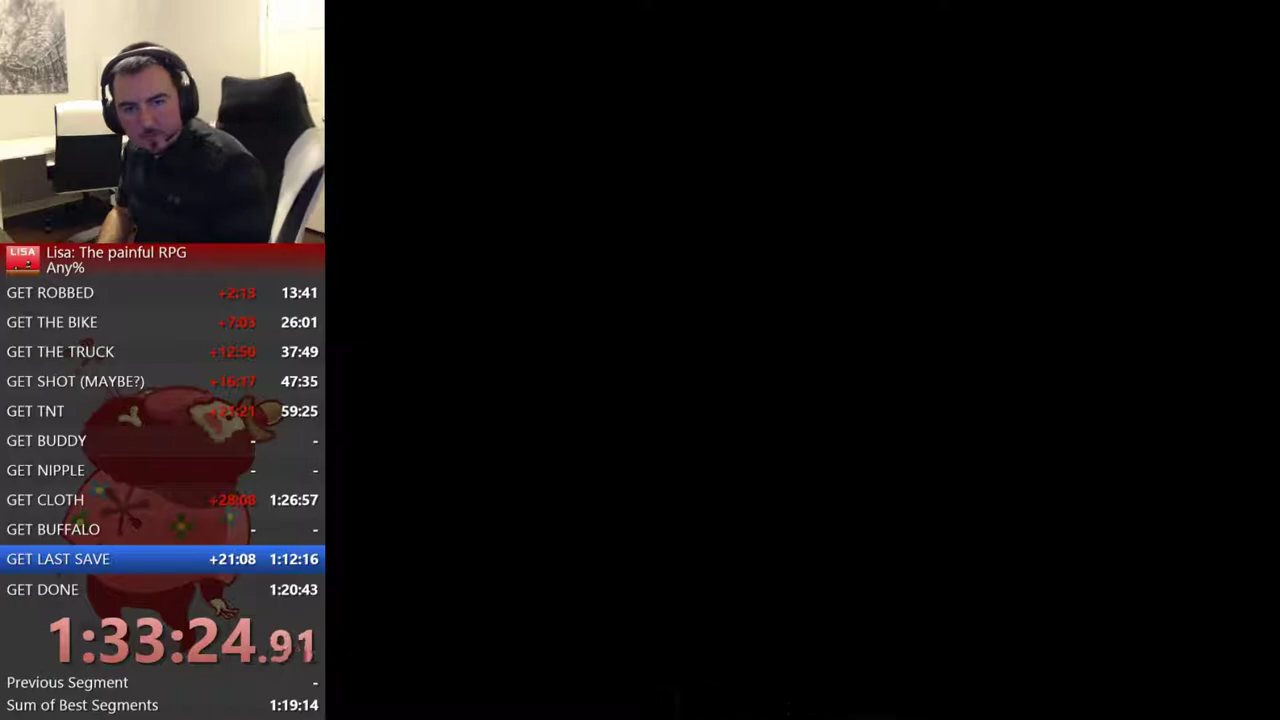 LISA
Lisa: The painful RPG
Any%
GET ROBBED +2:13 13:41
GET THE BIKE +7:03 26:01
GET THE TRUCK +12:50 37:49
GET SHOT (MAYBE?) +16:17 47:35
GET TNT +21:21 59:25
GET BUDDY - -
GET NIPPLE - -
GET CLOTH +28:08 1:26:57
GET BUFFALO - -
GET LAST SAVE +21:08 1:12:16
GET DONE 1:20:43
1:33:24.91
Previous Segment -
Sum of Best Segments 1:19:14